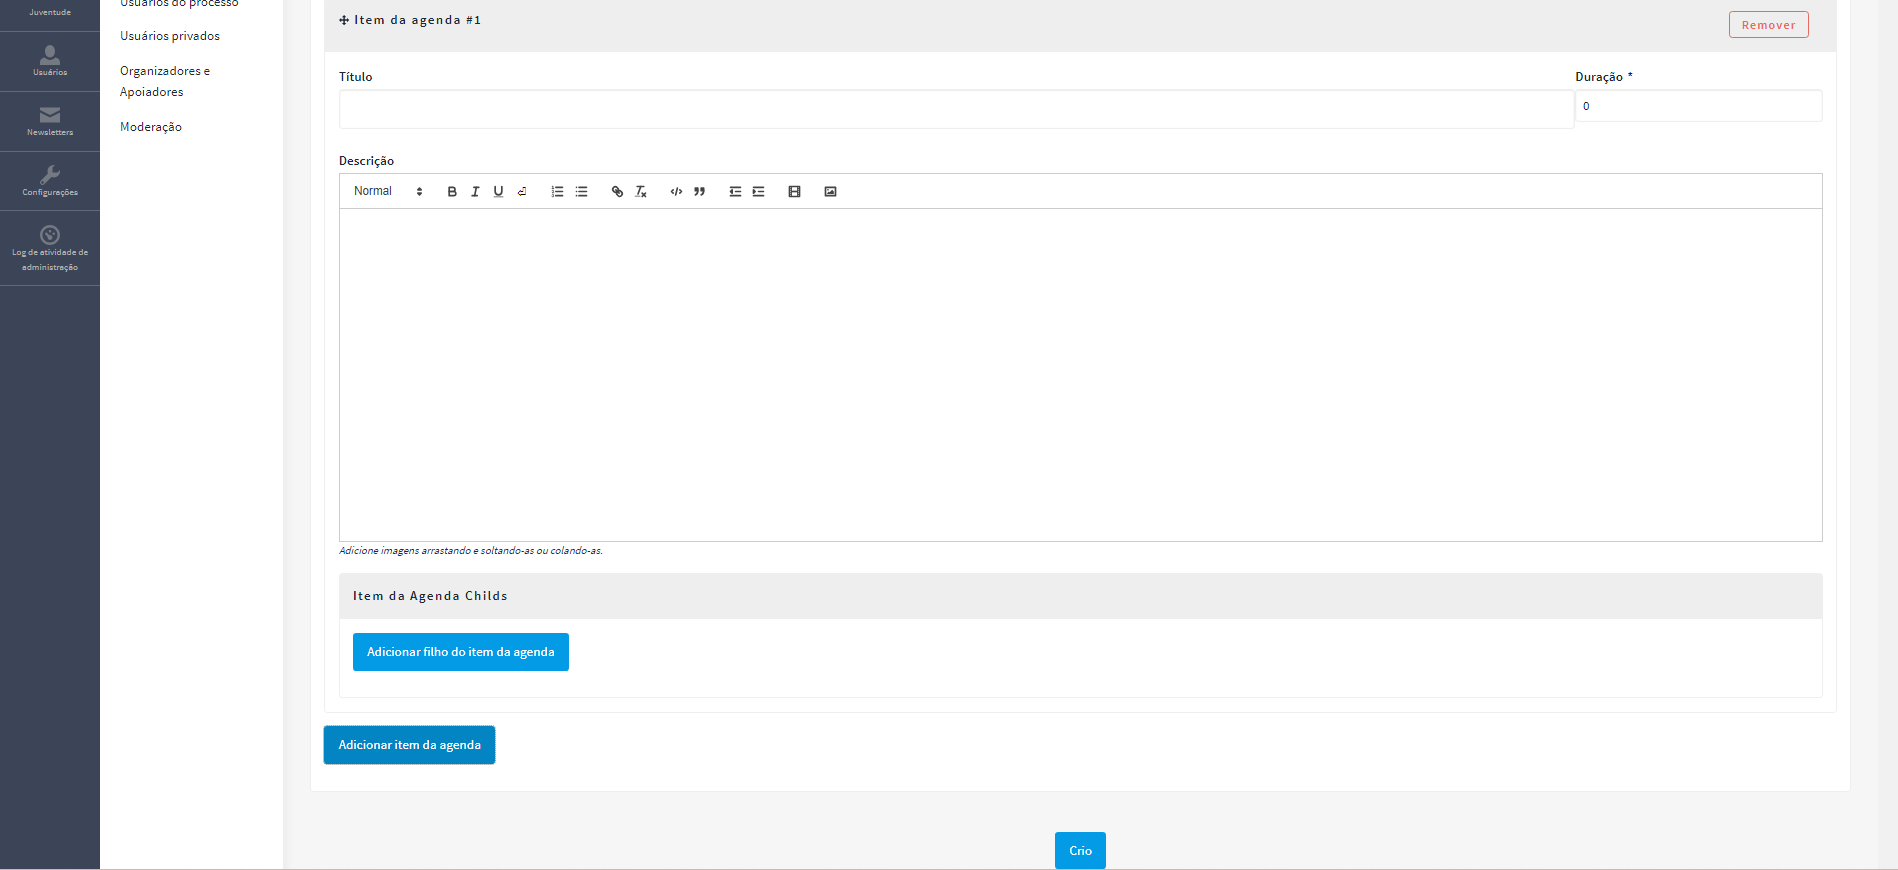 Juventude
Usuários
Newsletters
Configurações
Log de atividade de
administração
Usuários do processo
Usuários privados
Organizadores e
Apoiadores
Moderação
Item da agenda #1
Remover
Título
Duração *
0
Descrição
Normal
Adicione imagens arrastando e soltando-as ou colando-as.
Item da Agenda Childs
Adicionar filho do item da agenda
Adicionar item da agenda
Crio